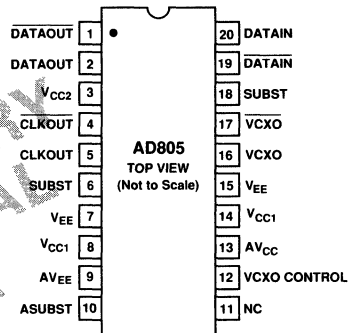 DATAOUT 1 20 DATAIN
DATAOUT 2 19 DATAIN
VCC2 3 18 SUBST
CLKOUT 4 17 VCXO
CLKOUT 5 AD805 16 VCXO
SUBST 6 TOP VIEW 15 VEE
(Not to Scale)
VEE 7 14 VCC1
VCC1 8 13 AVCC
AVEE 9 12 VCXO CONTROL
ASUBST 10 11 NC